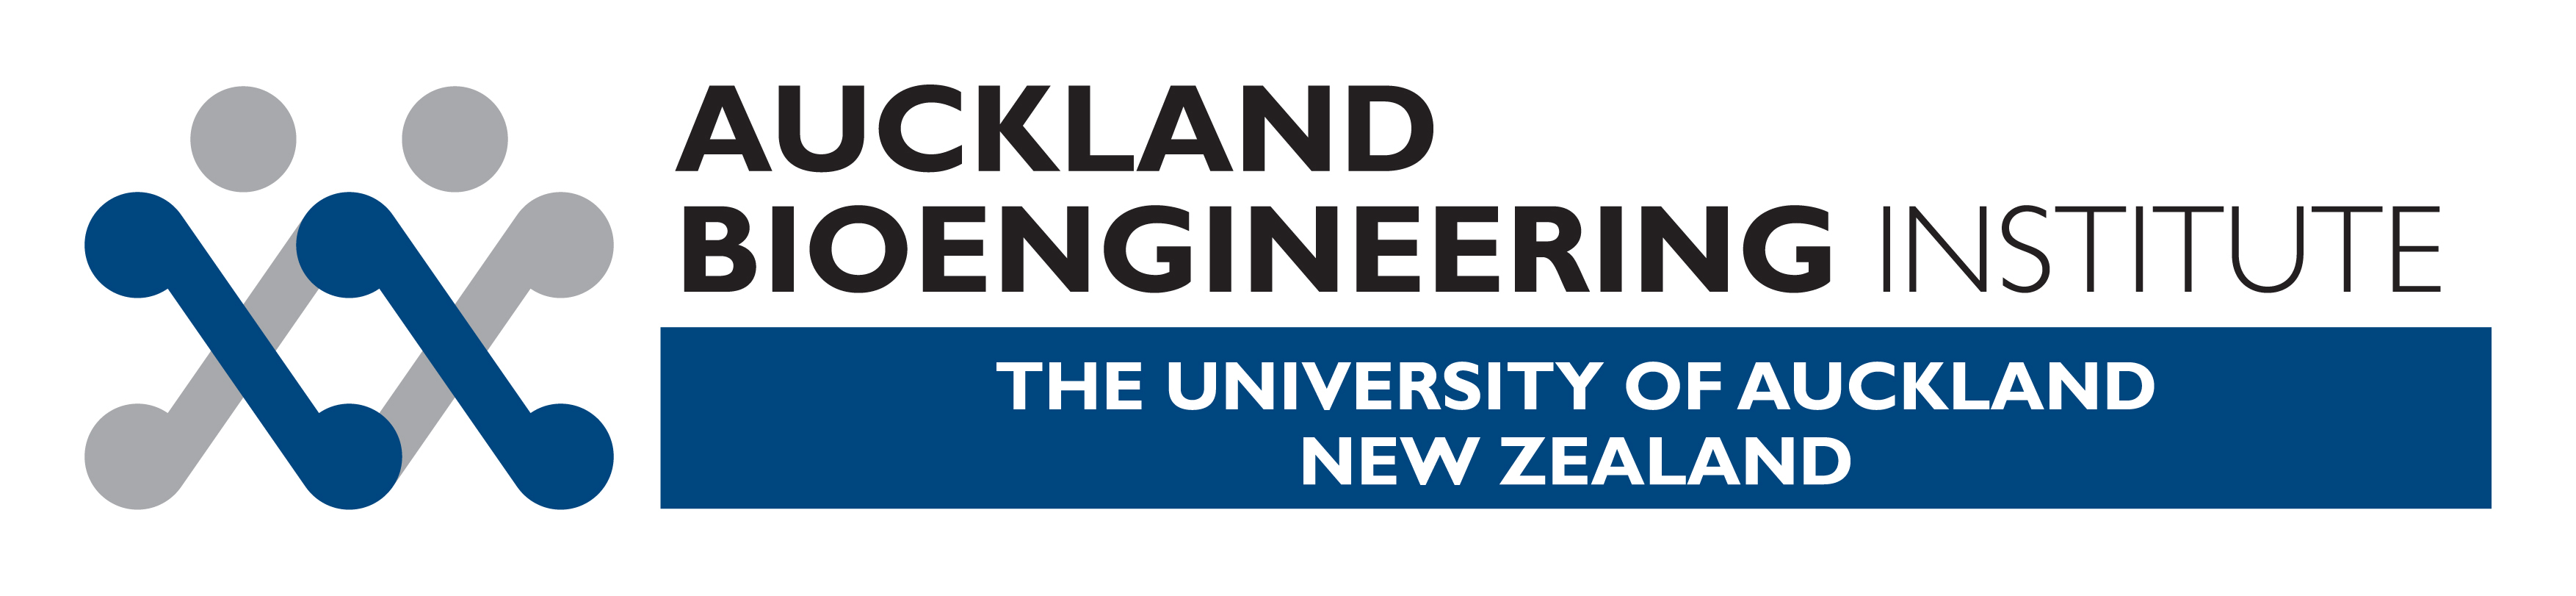 AUCKLAND
BIOENGINEERING INSTITUTE
THE UNIVERSITY OF AUCKLAND
NEW ZEALAND